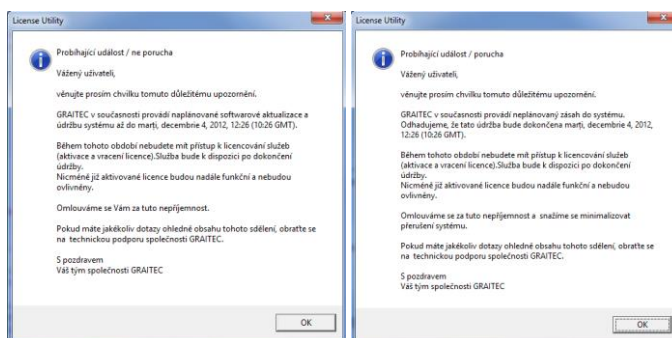 License Utility
Probíhající událost / ne porucha
Vážený uživateli,
věnujte prosím chvilku tomuto důležitému upozornění.
GRAITEC v současnosti provádí naplánované softwarové aktualizace a
údržbu systému až do marţi, decembrie 4, 2012, 12:26 (10:26 GMT).
Během tohoto období nebudete mít přístup k licencování služeb
(aktivace a vracení licence).Služba bude k dispozici po dokončení
údržby.
Nicméně již aktivované licence budou nadále funkční a nebudou
ovlivněny.
Omlouváme se Vám za tuto nepříjemnost.
Pokud máte jakékoliv dotazy ohledně obsahu tohoto sdělení, obraťte se
na technickou podporu společnosti GRAITEC.
S pozdravem
Váš tým společnosti GRAITEC
OK
License Utility
Probíhající událost / porucha
Vážený uživateli,
věnujte prosím chvilku tomuto důležitému upozornění.
GRAITEC v současnosti provádí neplánovaný zásah do systému.
Odhadujeme, že tato údržba bude dokončena marţi, decembrie 4, 2012,
12:26 (10:26 GMT).
Během tohoto období nebudete mít přístup k licencování služeb
(aktivace a vracení licence).Služba bude k dispozici po dokončení
údržby.
Nicméně již aktivované licence budou nadále funkční a nebudou
ovlivněny.
Omlouváme se za tuto nepříjemnost a snažíme se minimalizovat
přerušení systému.
Pokud máte jakékoliv dotazy ohledně obsahu tohoto sdělení, obraťte se
na technickou podporu společnosti GRAITEC.
S pozdravem
Váš tým společnosti GRAITEC
OK